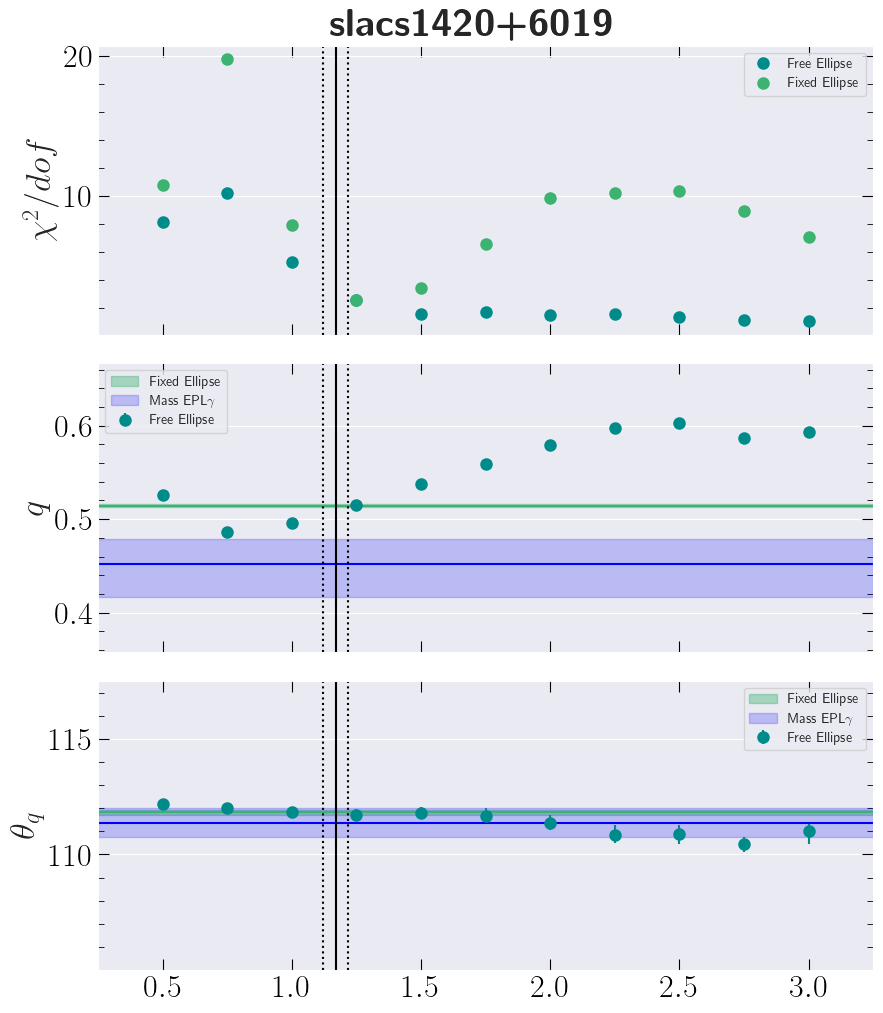 slacs1420+6019
20
10
χ²/dof
Free Ellipse
Fixed Ellipse
0.6
0.5
0.4
q
Fixed Ellipse
Mass EPLγ
Free Ellipse
115
110
θq
Fixed Ellipse
Mass EPLγ
Free Ellipse
0.5 1.0 1.5 2.0 2.5 3.0